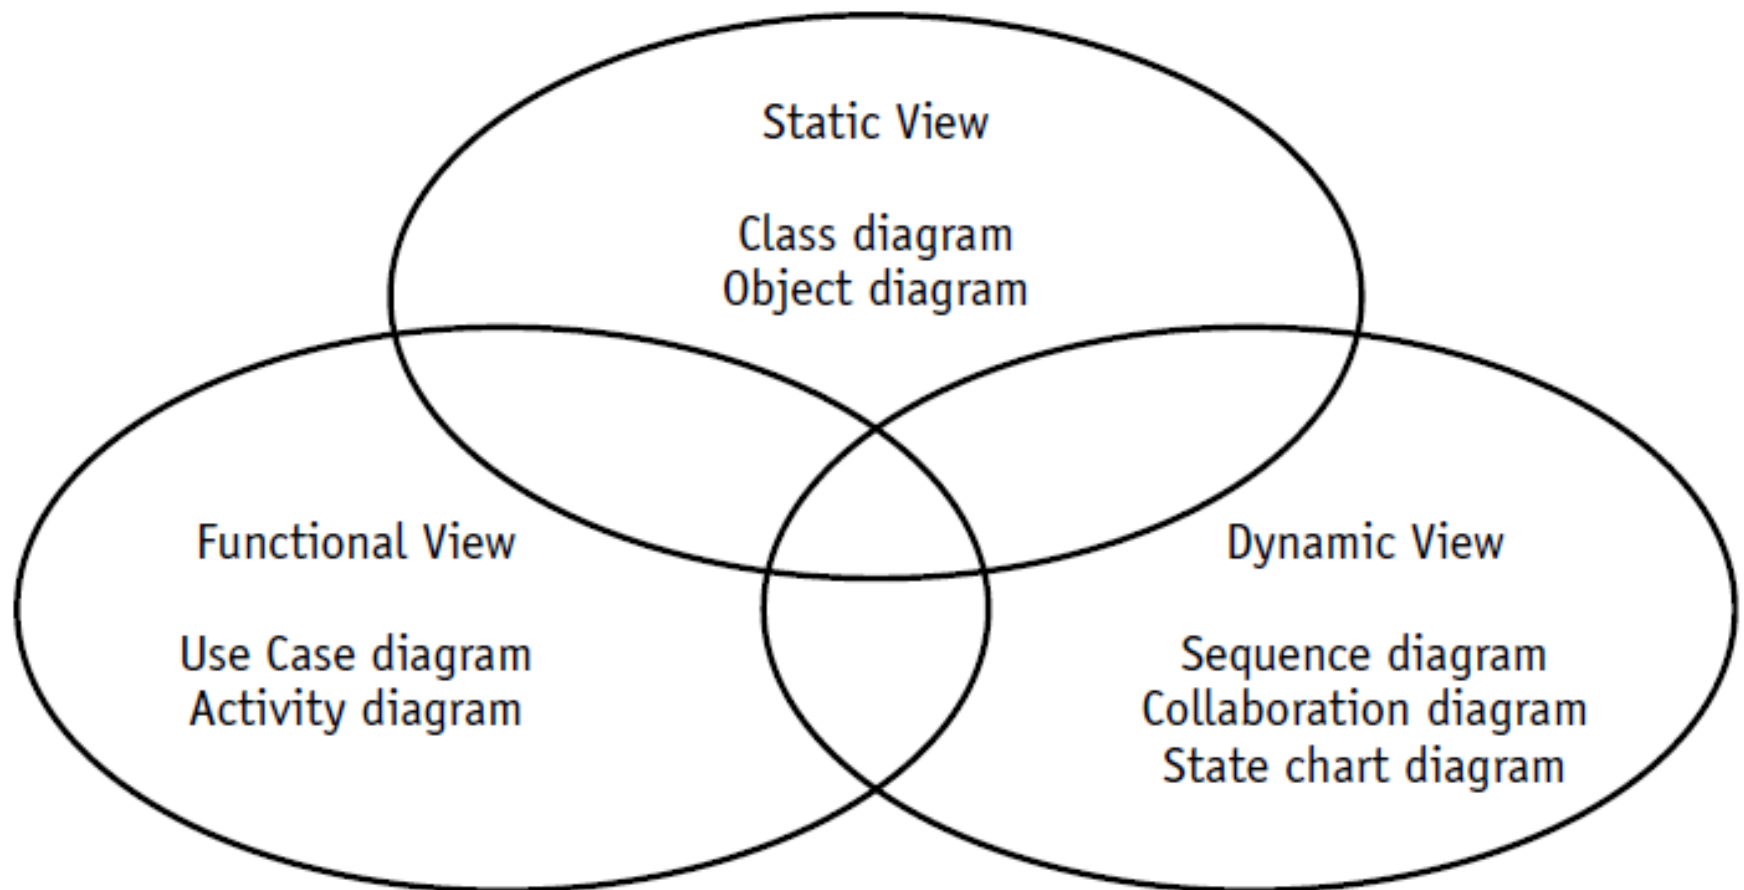 Static View
Class diagram
Object diagram
Functional View
Use Case diagram
Activity diagram
Dynamic View
Sequence diagram
Collaboration diagram
State chart diagram